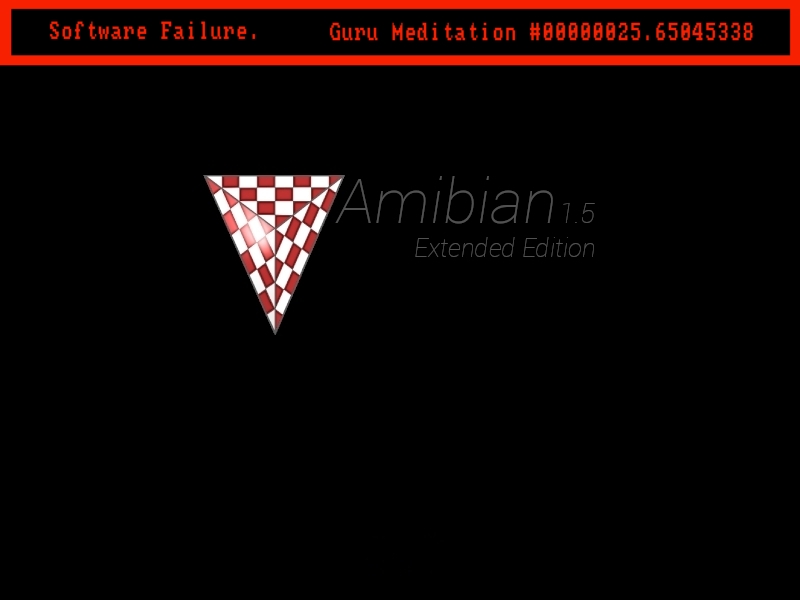 Software Failure. Guru Meditation #00000025.65045338
Amibian 1.5
Extended Edition